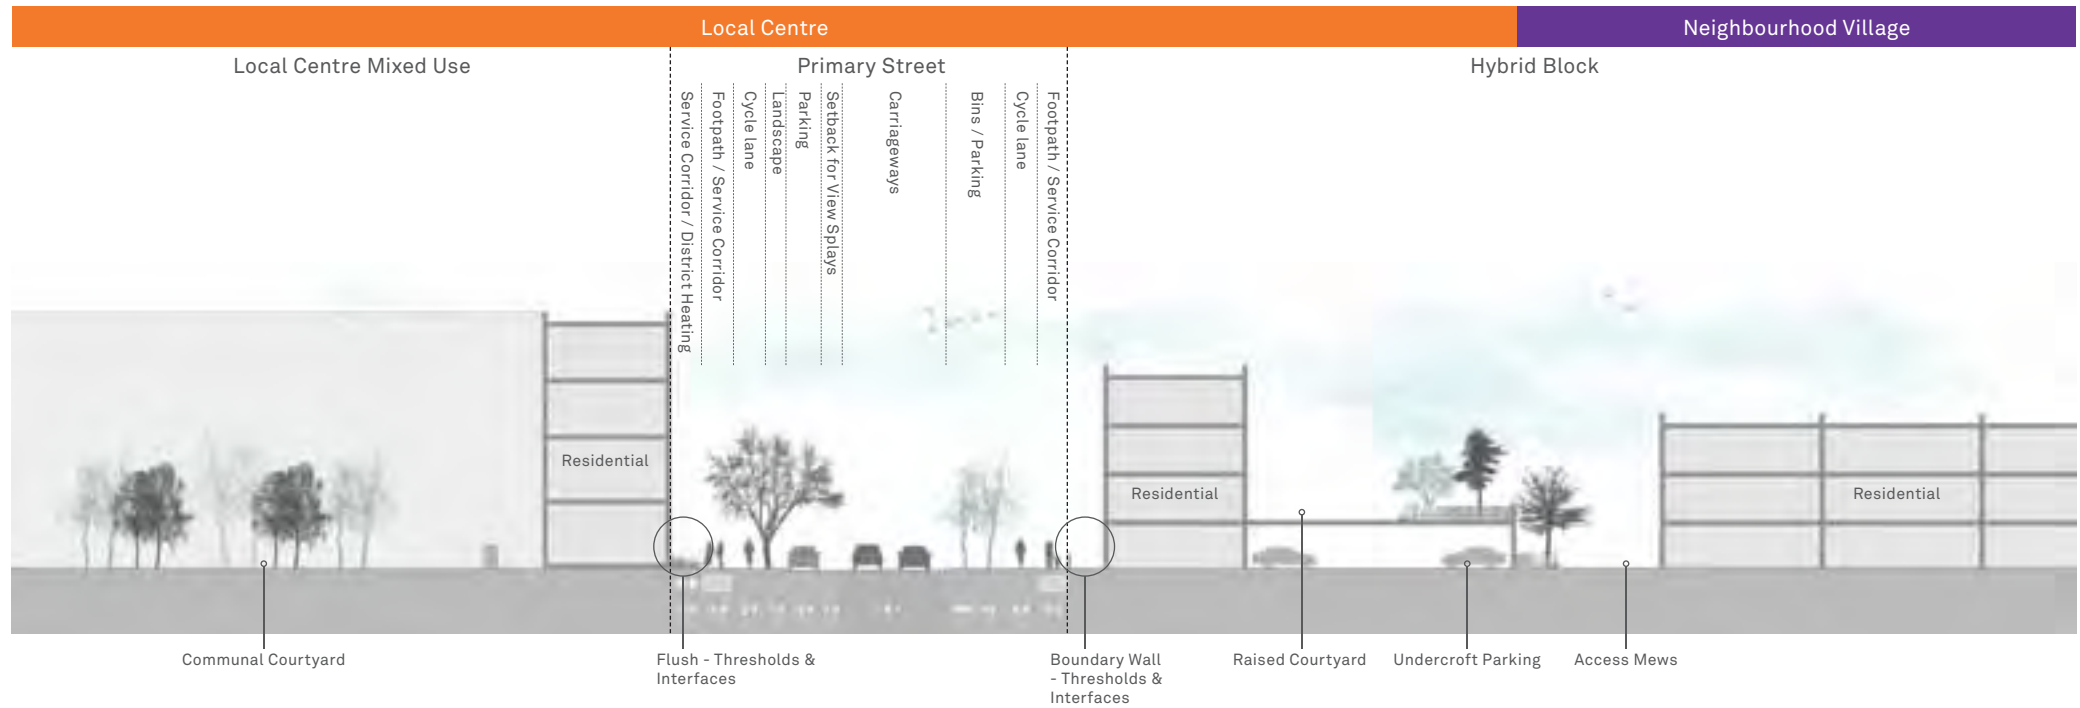 Local Centre
Neighbourhood Village
Local Centre Mixed Use
Primary Street
Hybrid Block
Service Corridor / District Heating
Footpath / Service Corridor
Cycle lane
Landscape
Parking
Setback for View Splays
Carriageways
Bins / Parking
Cycle lane
Footpath / Service Corridor
Residential
Residential
Residential
Communal Courtyard
Flush - Thresholds &
Interfaces
Boundary Wall
- Thresholds &
Interfaces
Raised Courtyard
Undercroft Parking
Access Mews